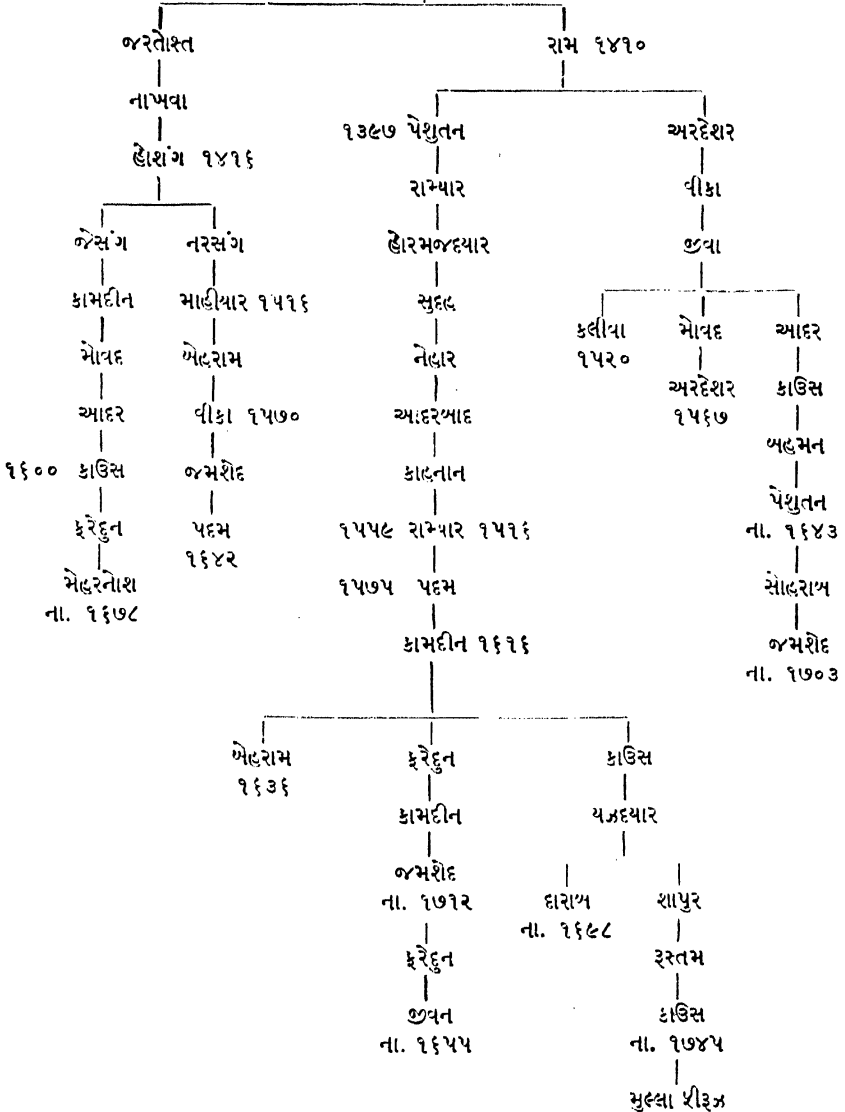 જરતોસ્ત રામ ૧૪૧૦
નાખવા
૧૩૯૭ પેશુતન અરદેશર
હોશંગ ૧૪૧૬
રામ્યાર વીકા
જેસંગ નરસંગ હોરમજદયાર જીવા
કામદીન માહીયાર ૧૫૧૬ સુદહ
કલીવા મોબદ આદર
મોબદ બેહરામ નેહાર ૧૫૨૦
અરદેશર કાઉસ
આદર વીકા ૧૫૭૦ આદરબાદ ૧૫૬૭
બહમન
૧૬૦૦ કાઉસ જમશેદ કાહનાન
પેશુતન
ફરેદુન પદમ ૧૫૫૯ રામ્યાર ૧૫૧૬ ના. ૧૬૪૩
૧૬૪૨
મેહરનોશ ૧૫૭૫ પદમ સોહરાબ
ના. ૧૬૭૮
કામદીન ૧૬૧૬ જમશેદ
ના. ૧૭૦૩
બેહરામ ફરેદુન કાઉસ
૧૬૩૬
કામદીન યઝદયાર
જમશેદ
ના. ૧૭૧૨ દારાબ શાપુર
ના. ૧૬૯૮
ફરેદુન રૂસ્તમ
જીવન કાઉસ
ના. ૧૬૫૫ ના. ૧૭૪૫
મુલ્લા ફીરૂઝ